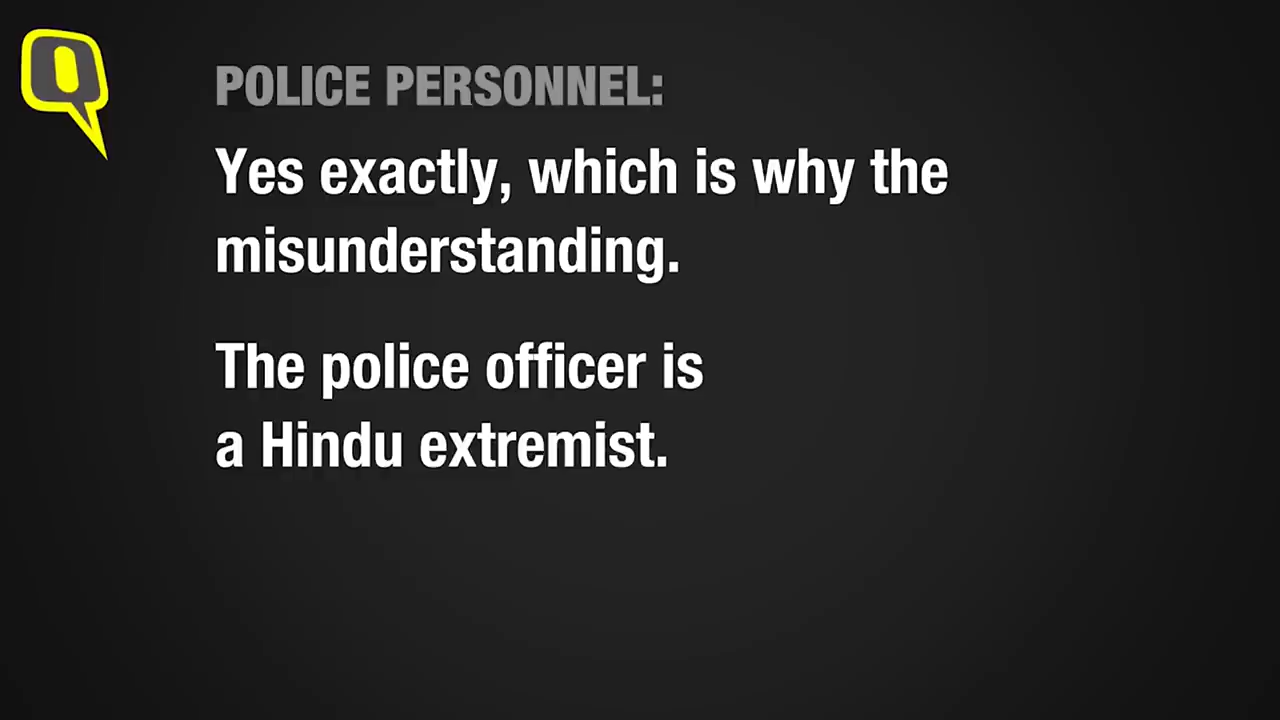 POLICE PERSONNEL:
Yes exactly, which is why the
misunderstanding.
The police officer is
a Hindu extremist.